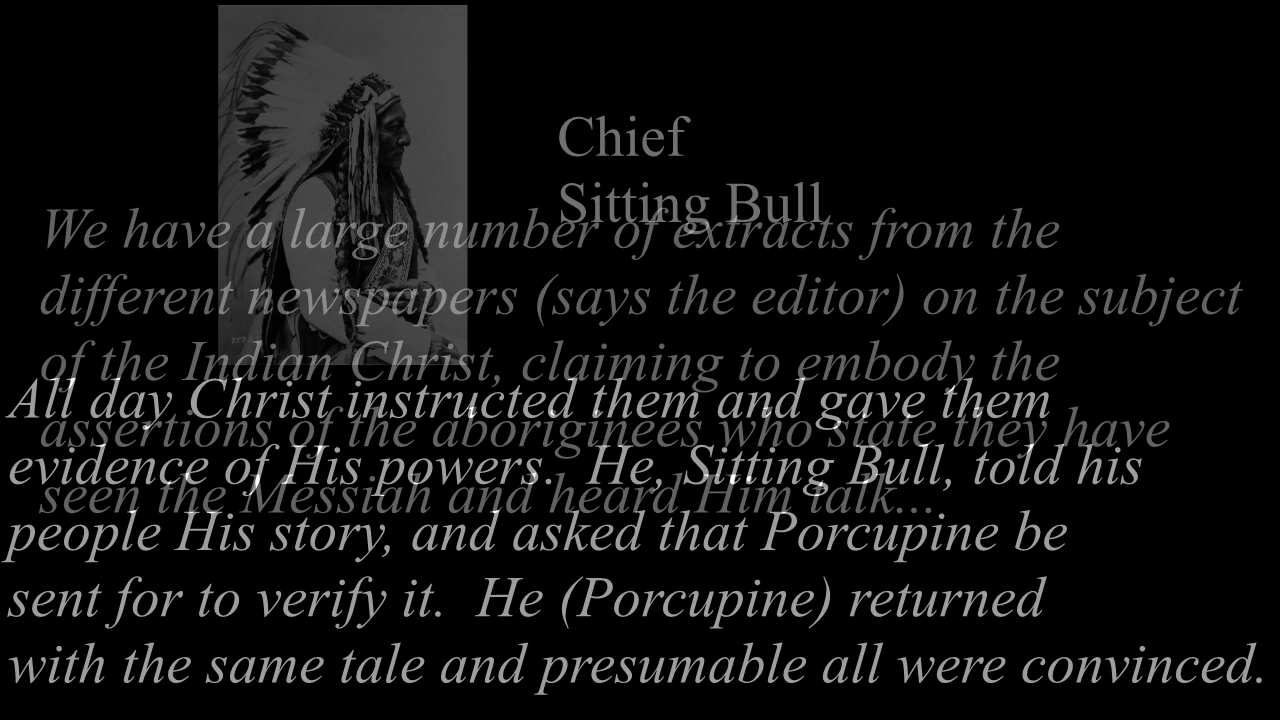 Chief
Sitting Bull
We have a large number of extracts from the
different newspapers (says the editor) on the subject
of the Indian Christ, claiming to embody the
assertions of the aboriginees who state they have
seen the Messiah and heard Him talk...
All day Christ instructed them and gave them
evidence of His powers.  He, Sitting Bull, told his
people His story, and asked that Porcupine be
sent for to verify it.  He (Porcupine) returned
with the same tale and presumable all were convinced.